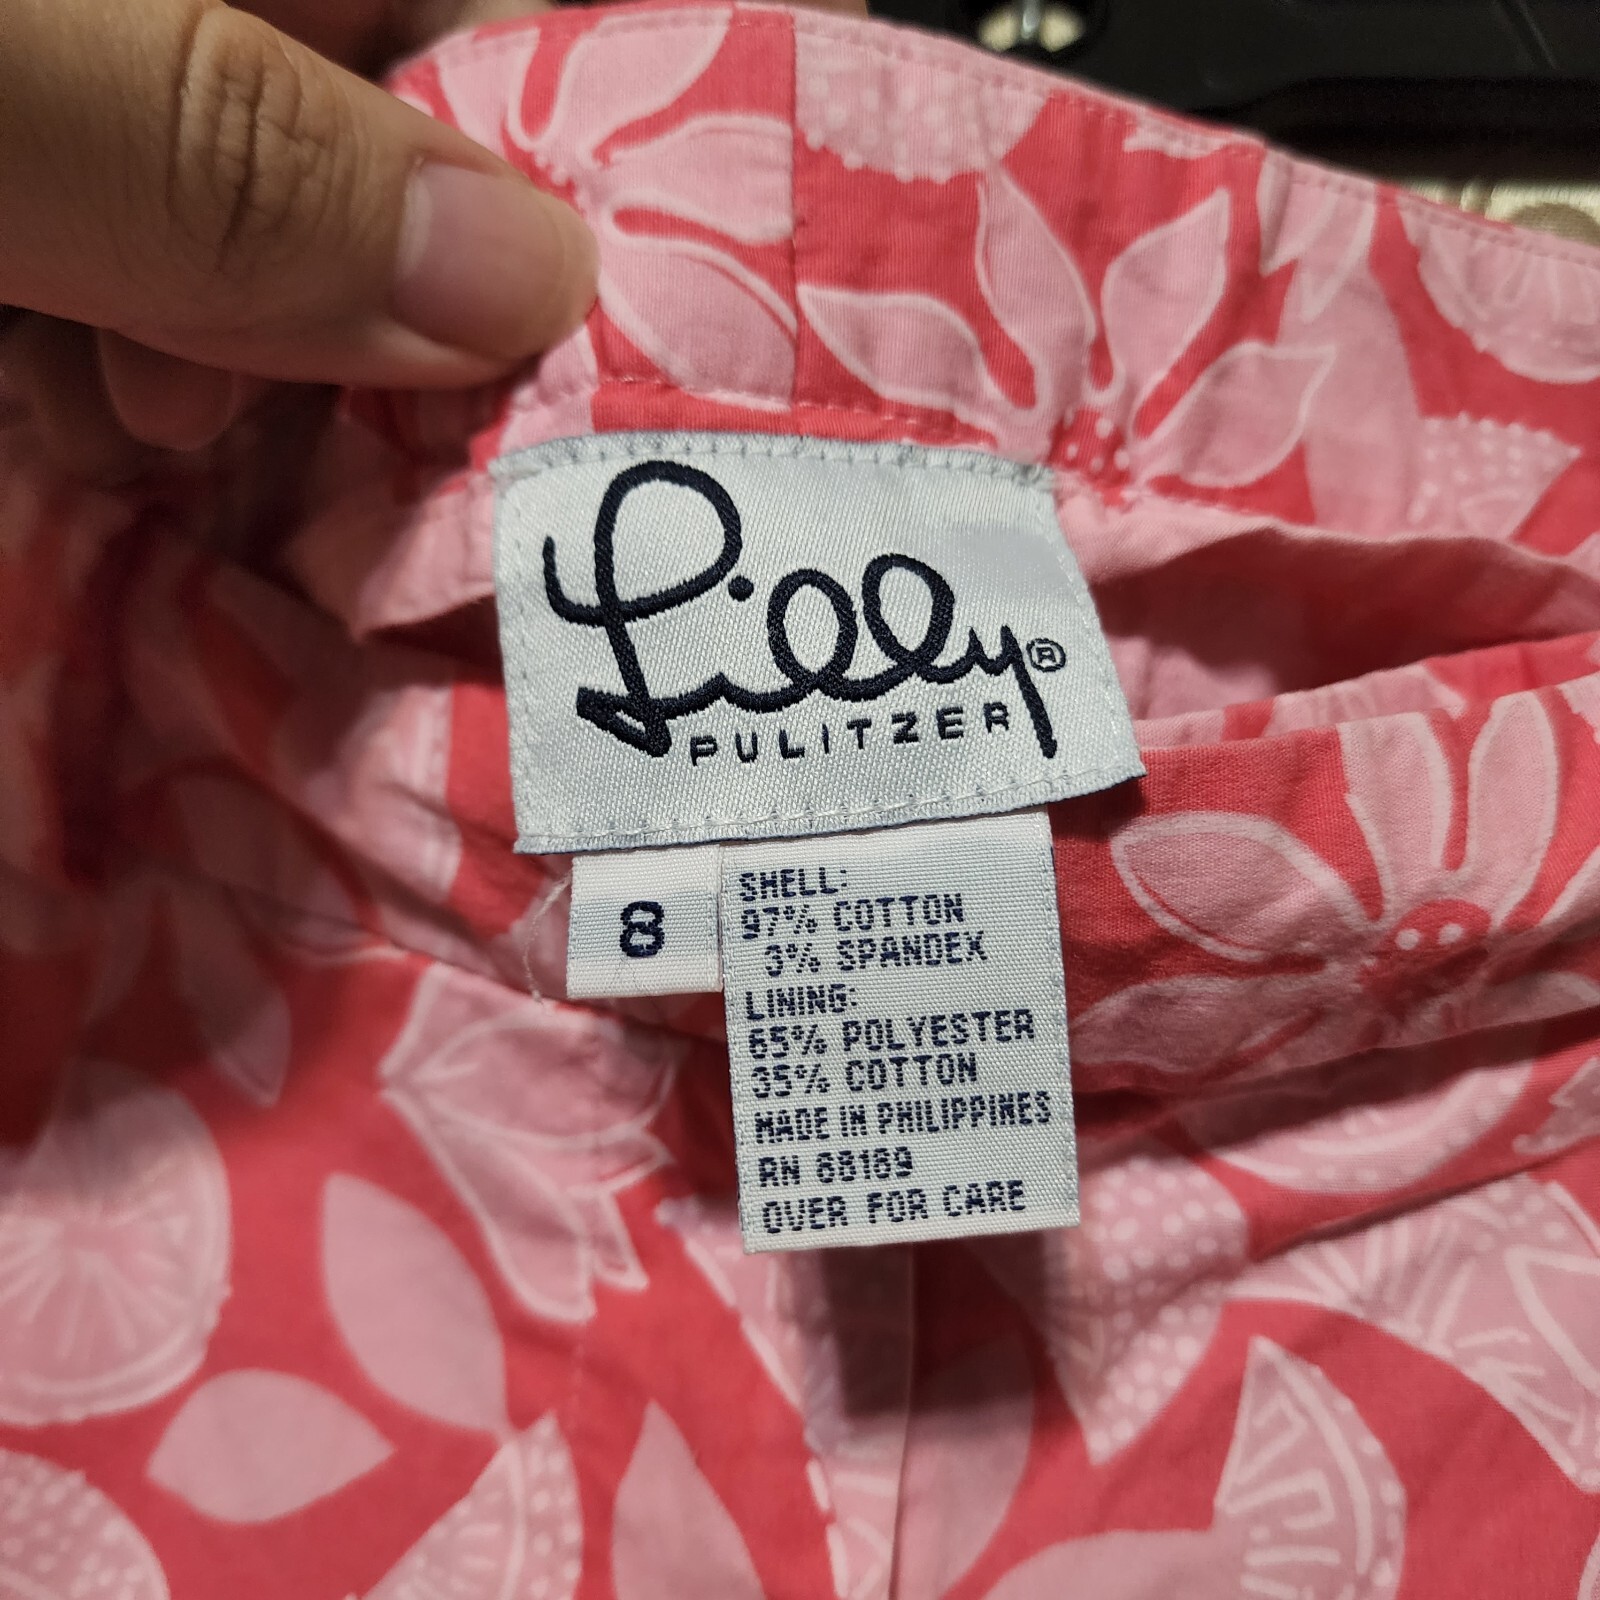 Lilly®
PULITZER
8
SHELL:
97% COTTON
3% SPANDEX
LINING:
65% POLYESTER
35% COTTON
MADE IN PHILIPPINES
RN 88189
OVER FOR CARE